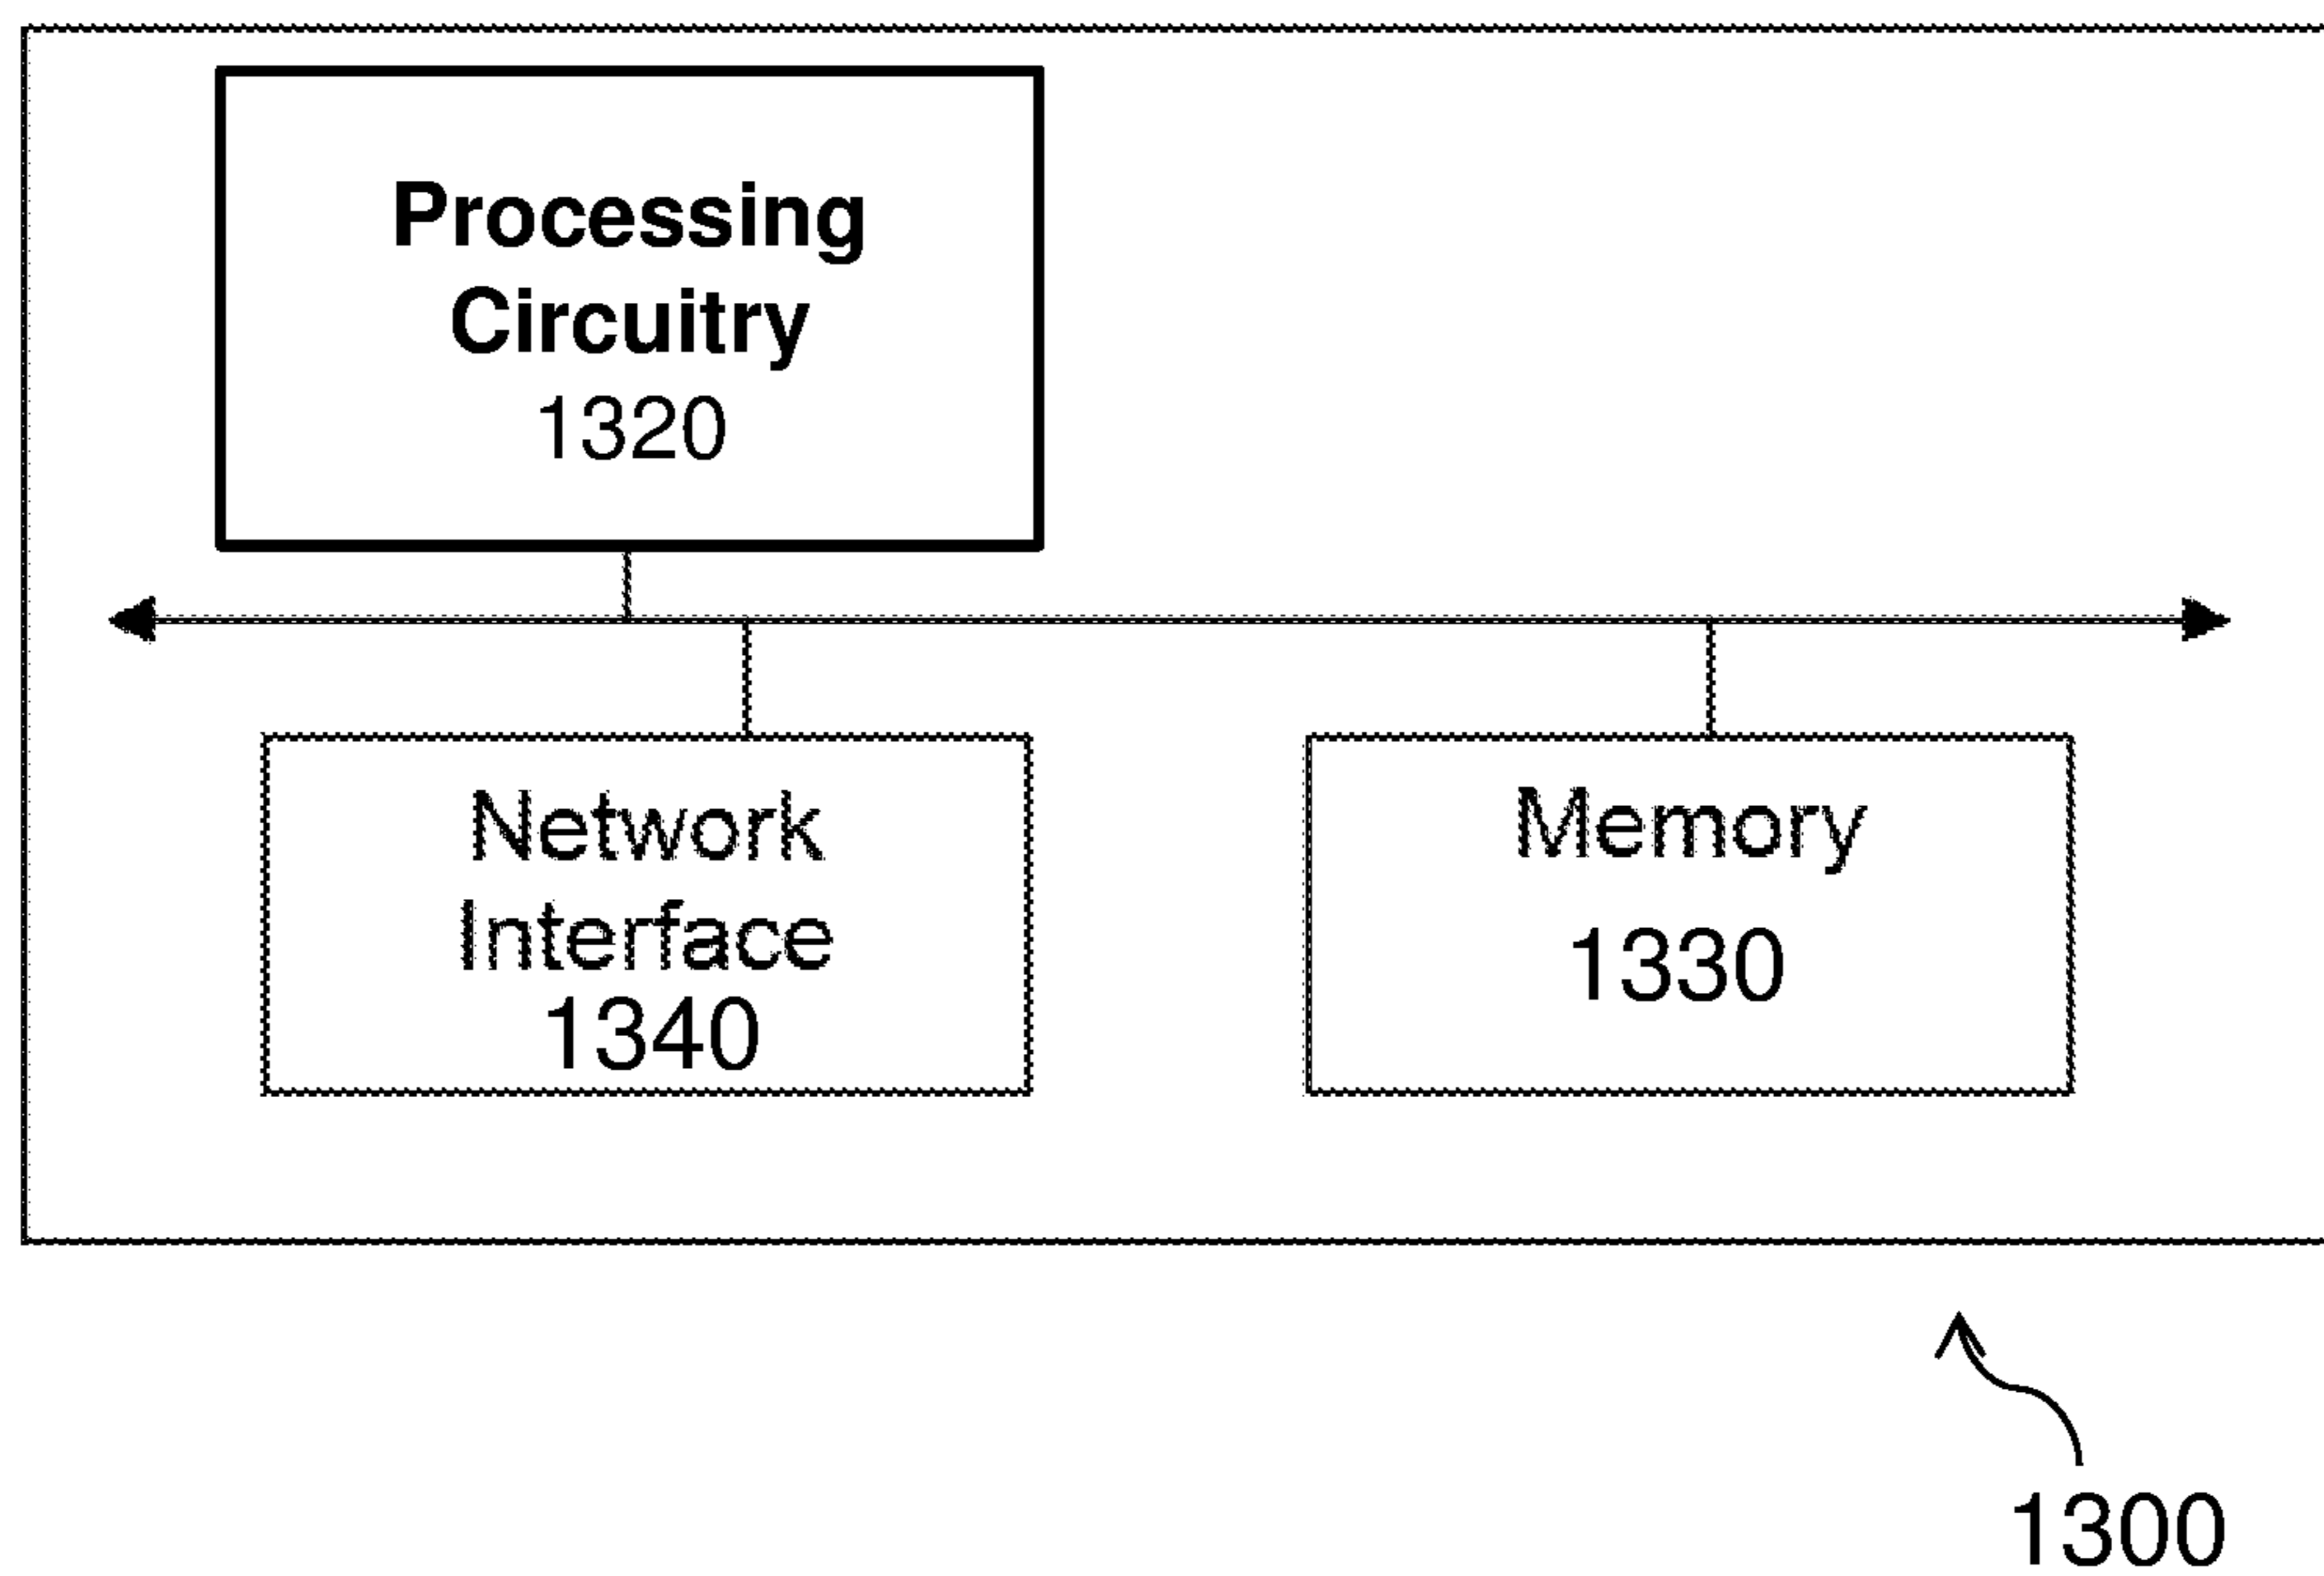 Processing
Circuitry
1320
Network
Interface
1340
Memory
1330
1300